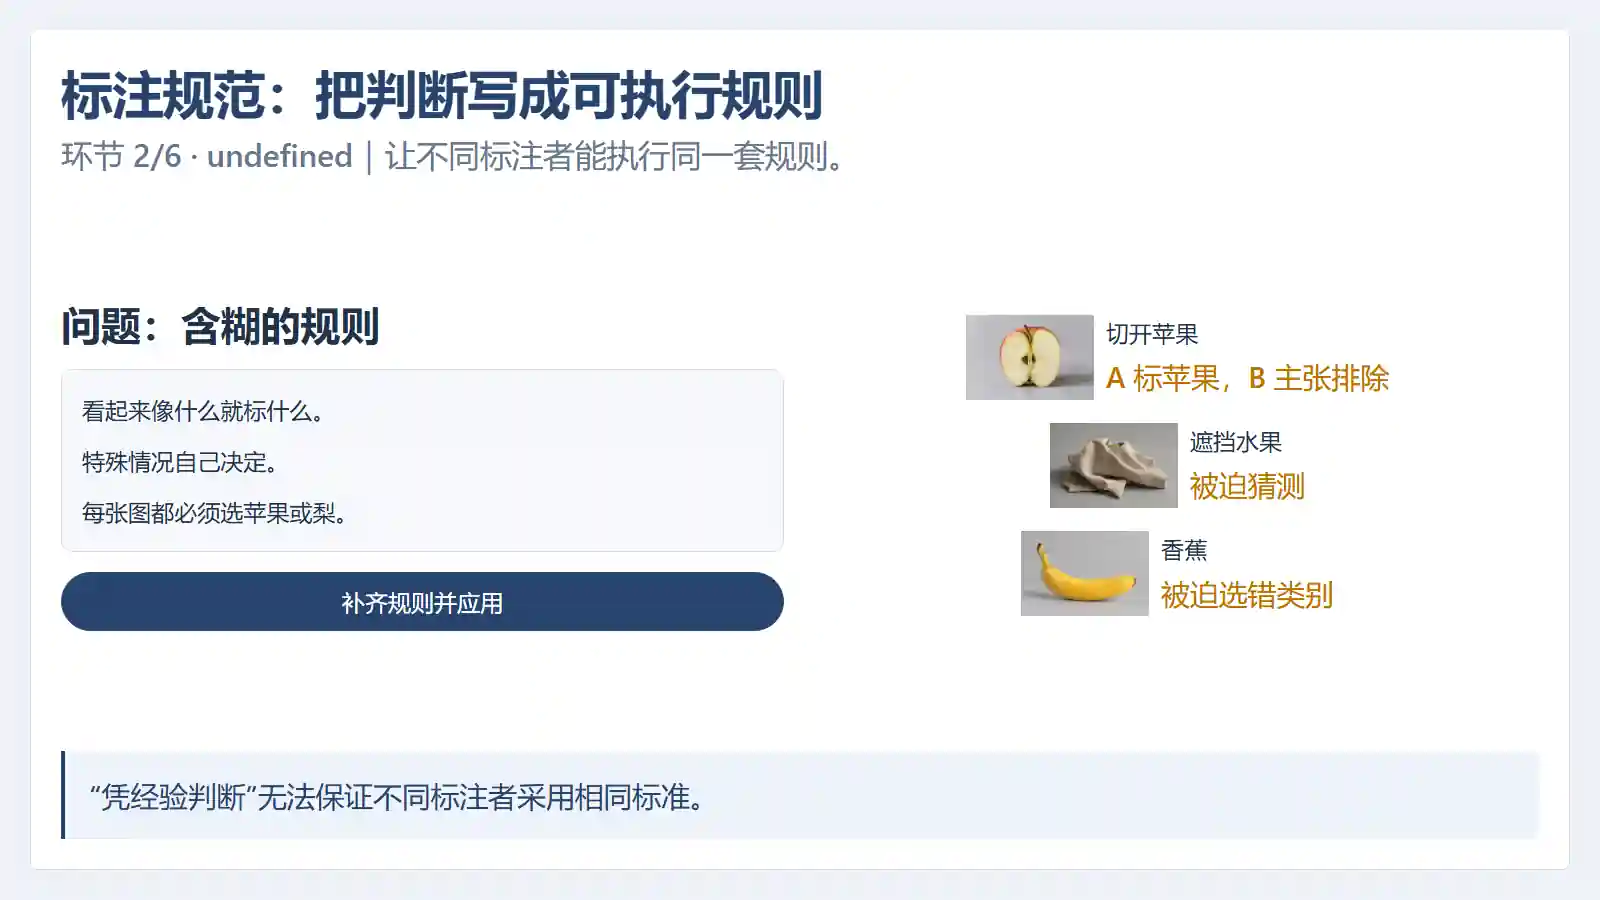 标注规范：把判断写成可执行规则
环节 2/6 · undefined｜让不同标注者能执行同一套规则。
问题：含糊的规则
看起来像什么就标什么。
特殊情况自己决定。
每张图都必须选苹果或梨。
补齐规则并应用
切开苹果
A 标苹果，B 主张排除
遮挡水果
被迫猜测
香蕉
被迫选错类别
“凭经验判断”无法保证不同标注者采用相同标准。